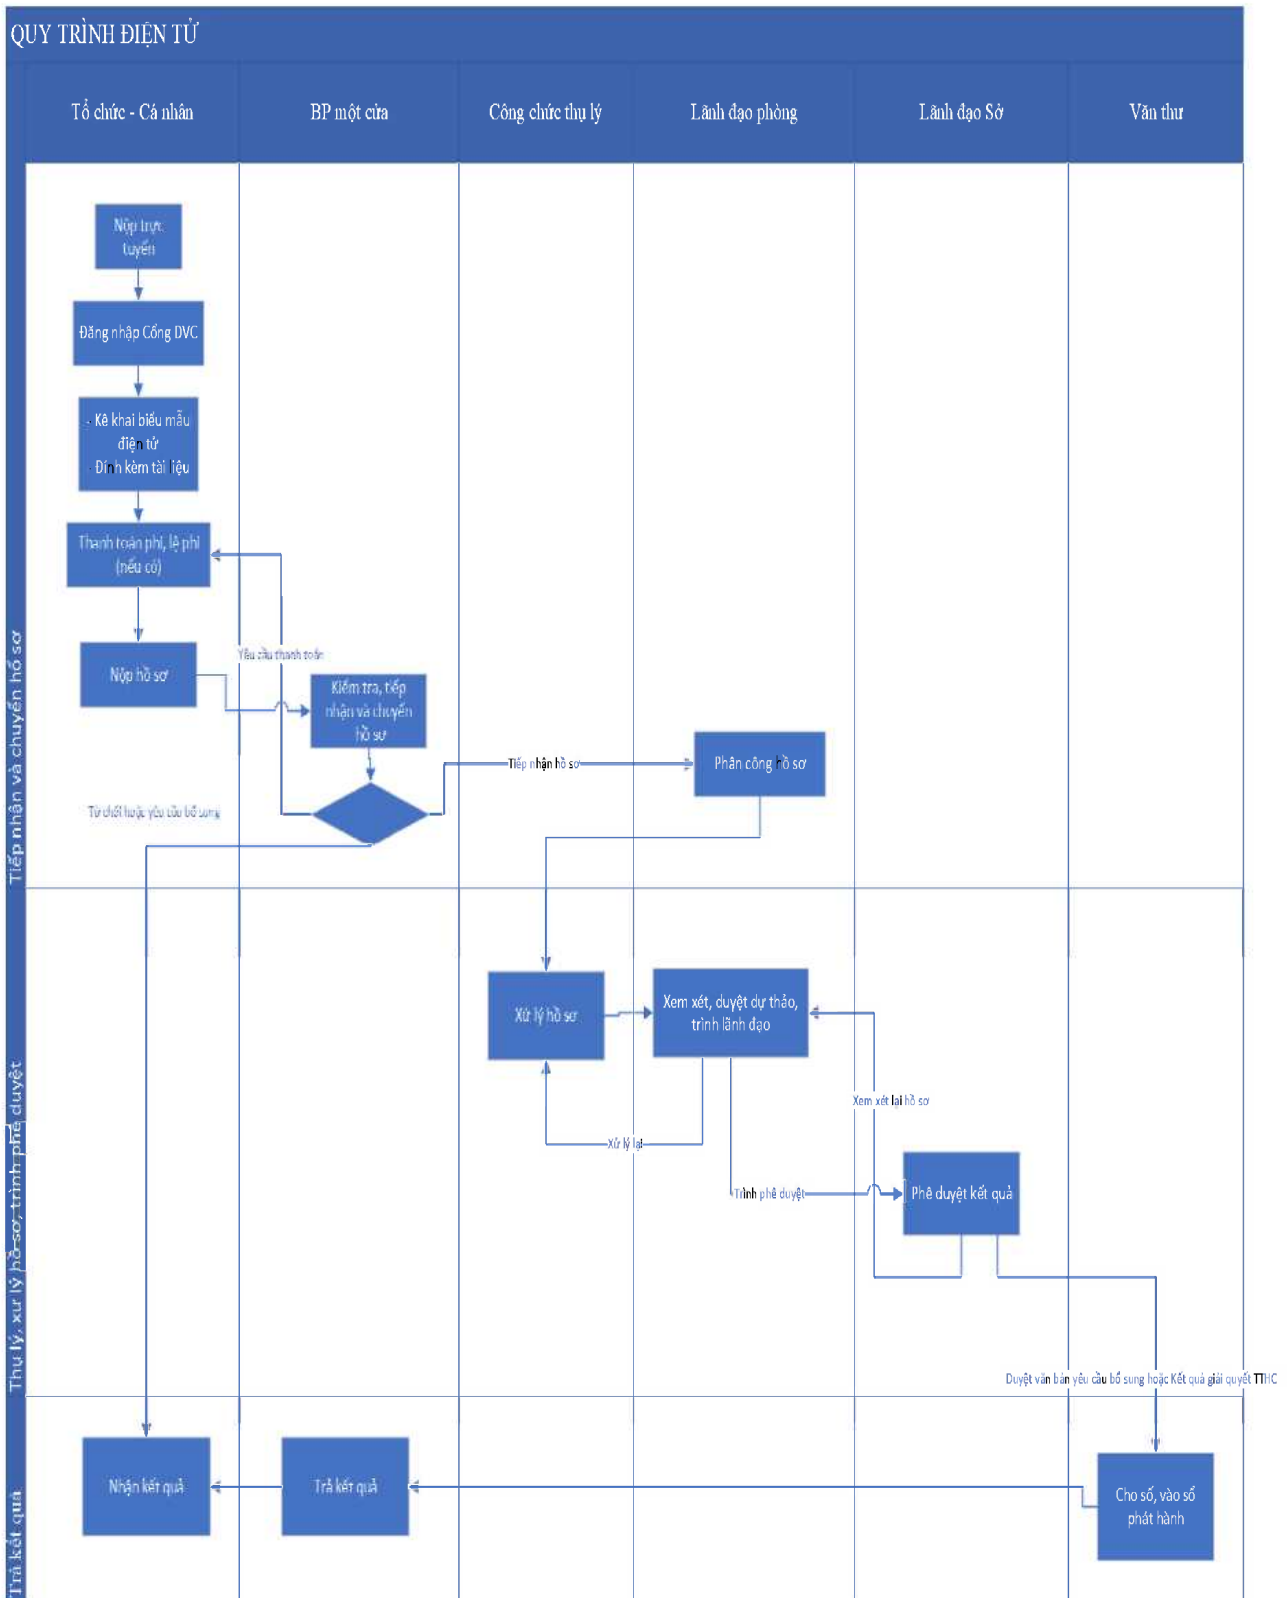 QUY TRÌNH ĐIỆN TỬ
Tổ chức - Cá nhân
BP một cửa
Công chức thụ lý
Lãnh đạo phòng
Lãnh đạo Sở
Văn thư
Tiếp nhận và chuyển hồ sơ
Nộp trực
tuyến
Đăng nhập Cổng DVC
- Kê khai biểu mẫu
điện tử
- Đính kèm tài liệu
Thanh toán phí, lệ phí
(nếu có)
Nộp hồ sơ
Yêu cầu thanh toán
Kiểm tra, tiếp
nhận và chuyển
hồ sơ
Tiếp nhận hồ sơ
Phân công hồ sơ
Từ chối hoặc yêu cầu bổ sung
Thụ lý, xư lý hồ sơ, trình phê duyệt
Xử lý hồ sơ
Xem xét, duyệt dự thảo,
trình lãnh đạo
Xem xét lại hồ sơ
Xử lý lại
Trình phê duyệt
Phê duyệt kết quả
Duyệt văn bản yêu cầu bổ sung hoặc Kết quả giải quyết TTHC
Trả kết quả
Nhận kết quả
Trả kết quả
Cho số, vào sổ
phát hành